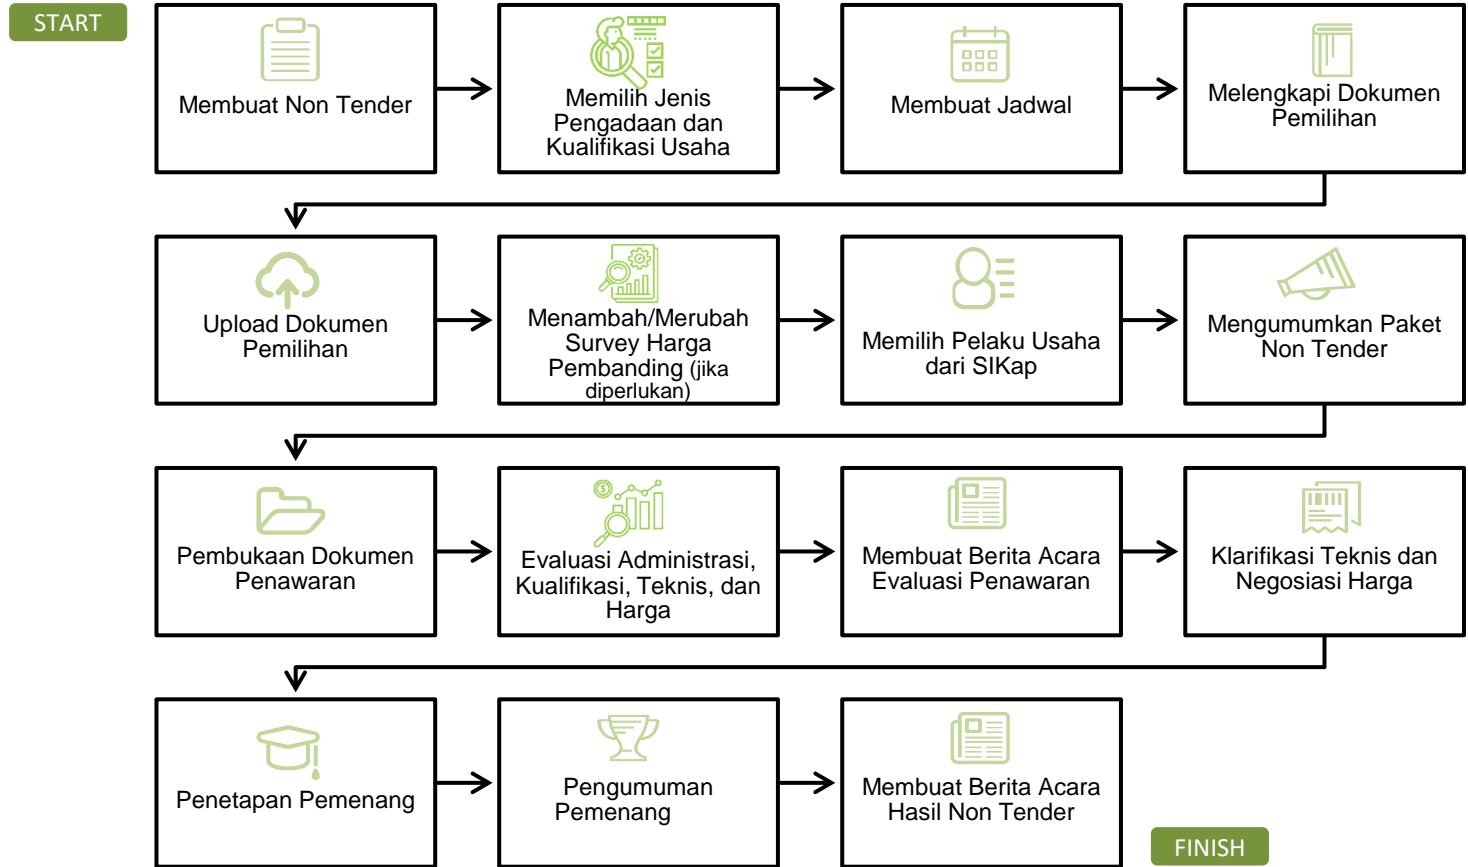 START
Membuat Non Tender
Memilih Jenis
Pengadaan dan
Kualifikasi Usaha
Membuat Jadwal
Melengkapi Dokumen
Pemilihan
Upload Dokumen
Pemilihan
Menambah/Merubah
Survey Harga
Pembanding (jika
diperlukan)
Memilih Pelaku Usaha
dari SIKap
Mengumumkan Paket
Non Tender
Pembukaan Dokumen
Penawaran
Evaluasi Administrasi,
Kualifikasi, Teknis, dan
Harga
Membuat Berita Acara
Evaluasi Penawaran
Klarifikasi Teknis dan
Negosiasi Harga
Penetapan Pemenang
Pengumuman
Pemenang
Membuat Berita Acara
Hasil Non Tender
FINISH